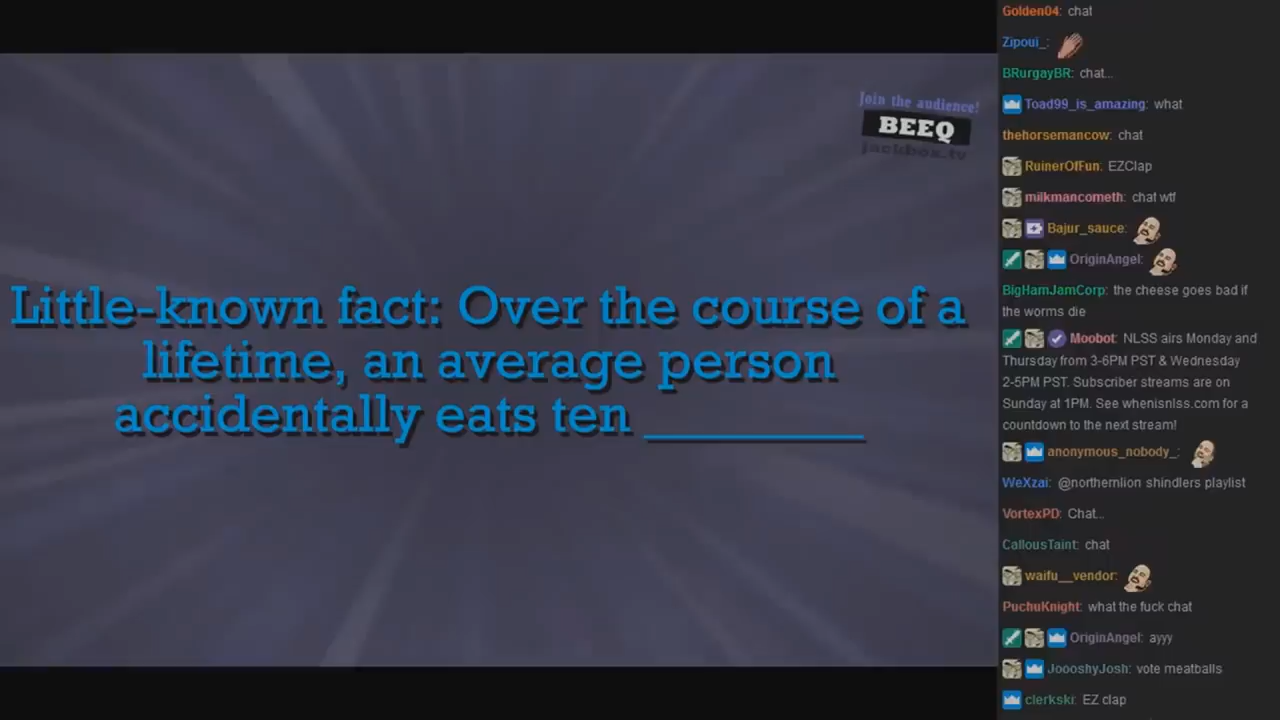 Join the audience!
BEEQ
jackbox.tv
Little-known fact: Over the course of a
lifetime, an average person
accidentally eats ten ________
Golden04: chat
Zipoui_:
BRurgayBR: chat...
Toad99_is_amazing: what
thehorsemancow: chat
RuinerOfFun: EZClap
milkmancometh: chat wtf
Bajur_sauce:
OriginAngel:
BigHamJamCorp: the cheese goes bad if
the worms die
Moobot: NLSS airs Monday and
Thursday from 3-6PM PST & Wednesday
2-5PM PST. Subscriber streams are on
Sunday at 1PM. See whenisnlss.com for a
countdown to the next stream!
anonymous_nobody_:
WeXzai: @northernlion shindlers playlist
VortexPD: Chat...
CallousTaint: chat
waifu__vendor:
PuchuKnight: what the fuck chat
OriginAngel: ayyy
JoooshyJosh: vote meatballs
clerkski: EZ clap